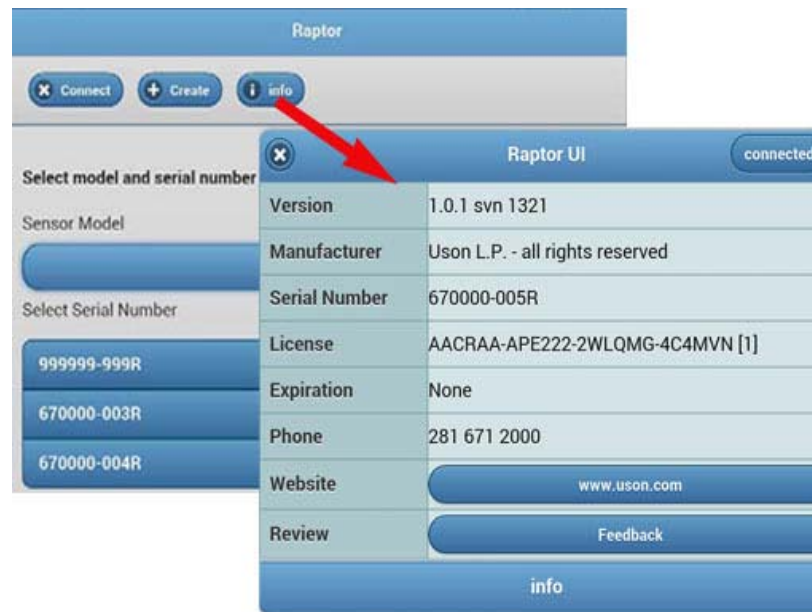 Raptor
Connect
Create
info
Select model and serial number
Sensor Model
Select Serial Number
999999-999R
670000-003R
670000-004R
Raptor UI
connected
Version 1.0.1 svn 1321
Manufacturer Uson L.P. - all rights reserved
Serial Number 670000-005R
License AACRAA-APE222-2WLQMG-4C4MVN [1]
Expiration None
Phone 281 671 2000
Website www.uson.com
Review Feedback
info